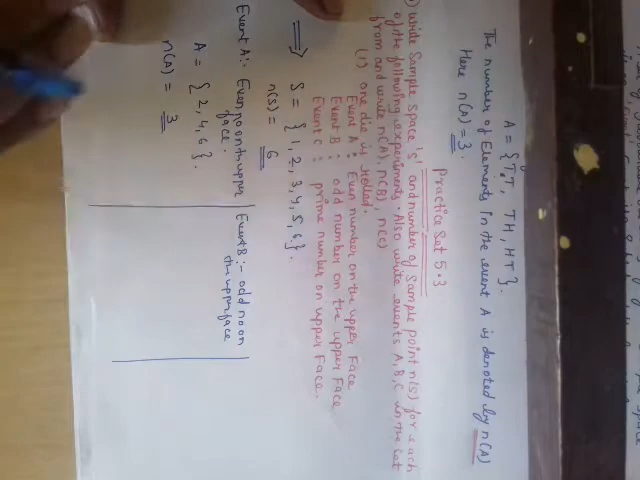 A = { TT, TH, HT }.
The number of Elements in the event A is denoted by n(A)
Here n(A) = 3.
Practice Set 5.3
write Sample space 's' and number of sample point n(s) for each
of the following experiments. Also write events A, B, C in the set
from and write n(A), n(B), n(c)
(1) one die is Rolled.
Event A : Even number on the upper Face
Event B : odd number on the upper Face
Event C : prime number on upper Face.
⇒ S = { 1, 2, 3, 4, 5, 6 }.
n(s) = 6
Event A :- Even no on the upper face.
A = { 2, 4, 6 }.
n(A) = 3
Event B :- odd no on
the upper face